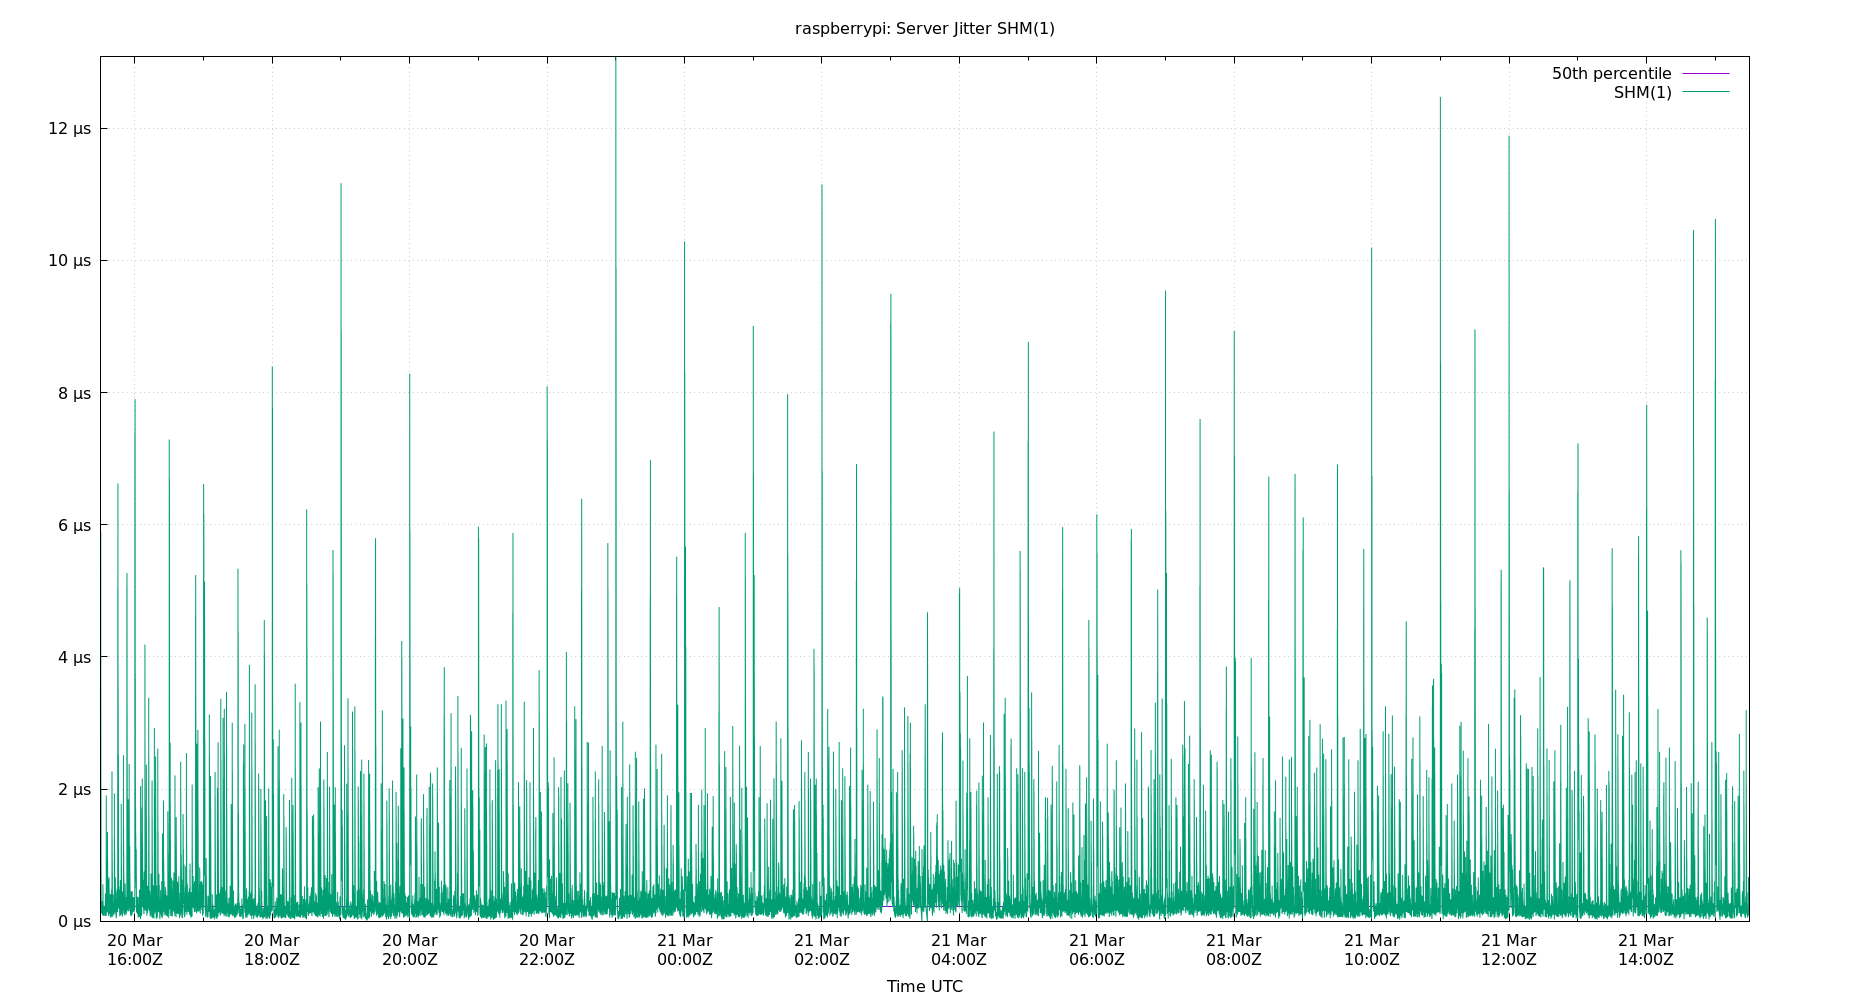 raspberrypi: Server Jitter SHM(1)
50th percentile
SHM(1)
12 μs
10 μs
8 μs
6 μs
4 μs
2 μs
0 μs
20 Mar 20 Mar 20 Mar 20 Mar 21 Mar 21 Mar 21 Mar 21 Mar 21 Mar 21 Mar 21 Mar 21 Mar
16:00Z 18:00Z 20:00Z 22:00Z 00:00Z 02:00Z 04:00Z 06:00Z 08:00Z 10:00Z 12:00Z 14:00Z
Time UTC